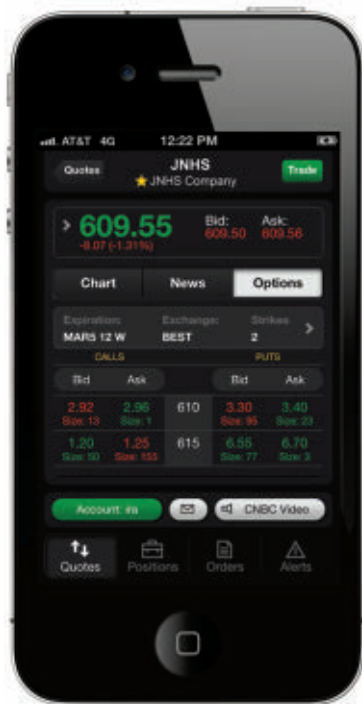 AT&T 4G 12:22 PM
Quotes JNHS Trade
JNHS Company
609.55 Bid: Ask:
-8.07 (-1.31%) 609.50 609.56
Chart News Options
Expiration: Exchange: Strikes
MAR5 12 W BEST 2
CALLS PUTS
Bid Ask Bid Ask
2.92 2.96 610 3.30 3.40
Size: 13 Size: 1 Size: 95 Size: 23
1.20 1.25 615 6.55 6.70
Size: 50 Size: 155 Size: 77 Size: 3
Account: ira CNBC Video
Quotes Positions Orders Alerts